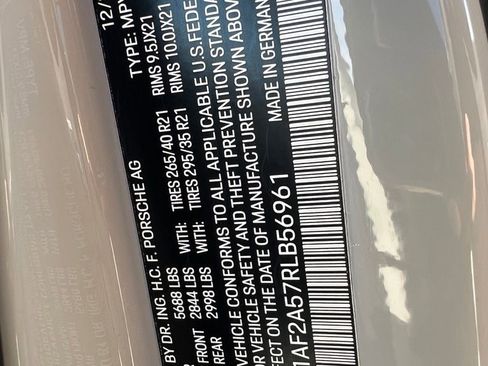 12/
BY DR. ING. H.C. F. PORSCHE AG
5688 LBS WITH: TIRES 265/40 R21 RIMS 9.5JX21
FRONT 2844 LBS WITH: TIRES 295/35 R21 RIMS 10.0JX21
REAR 2998 LBS TYPE: MPV
VEHICLE CONFORMS TO ALL APPLICABLE U.S. FEDE
SAFETY AND THEFT PREVENTION STANDA
EFFECT ON THE DATE OF MANUFACTURE SHOWN ABOV
MADE IN GERMAN
1AF2A57RLB56961